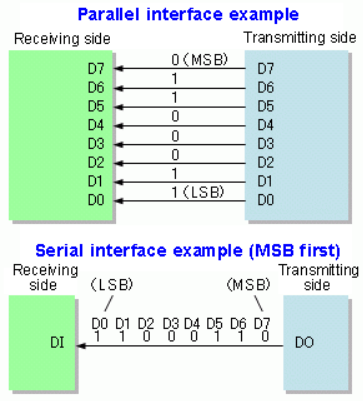 Parallel interface example
Receiving side Transmitting side
D7 0 (MSB) D7
D6 1 D6
D5 1 D5
D4 0 D4
D3 0 D3
D2 0 D2
D1 1 D1
D0 1 (LSB) D0
Serial interface example (MSB first)
Receiving side
Transmitting side
(LSB) (MSB)
D0 D1 D2 D3 D4 D5 D6 D7
DI 1 1 0 0 0 1 1 0 DO